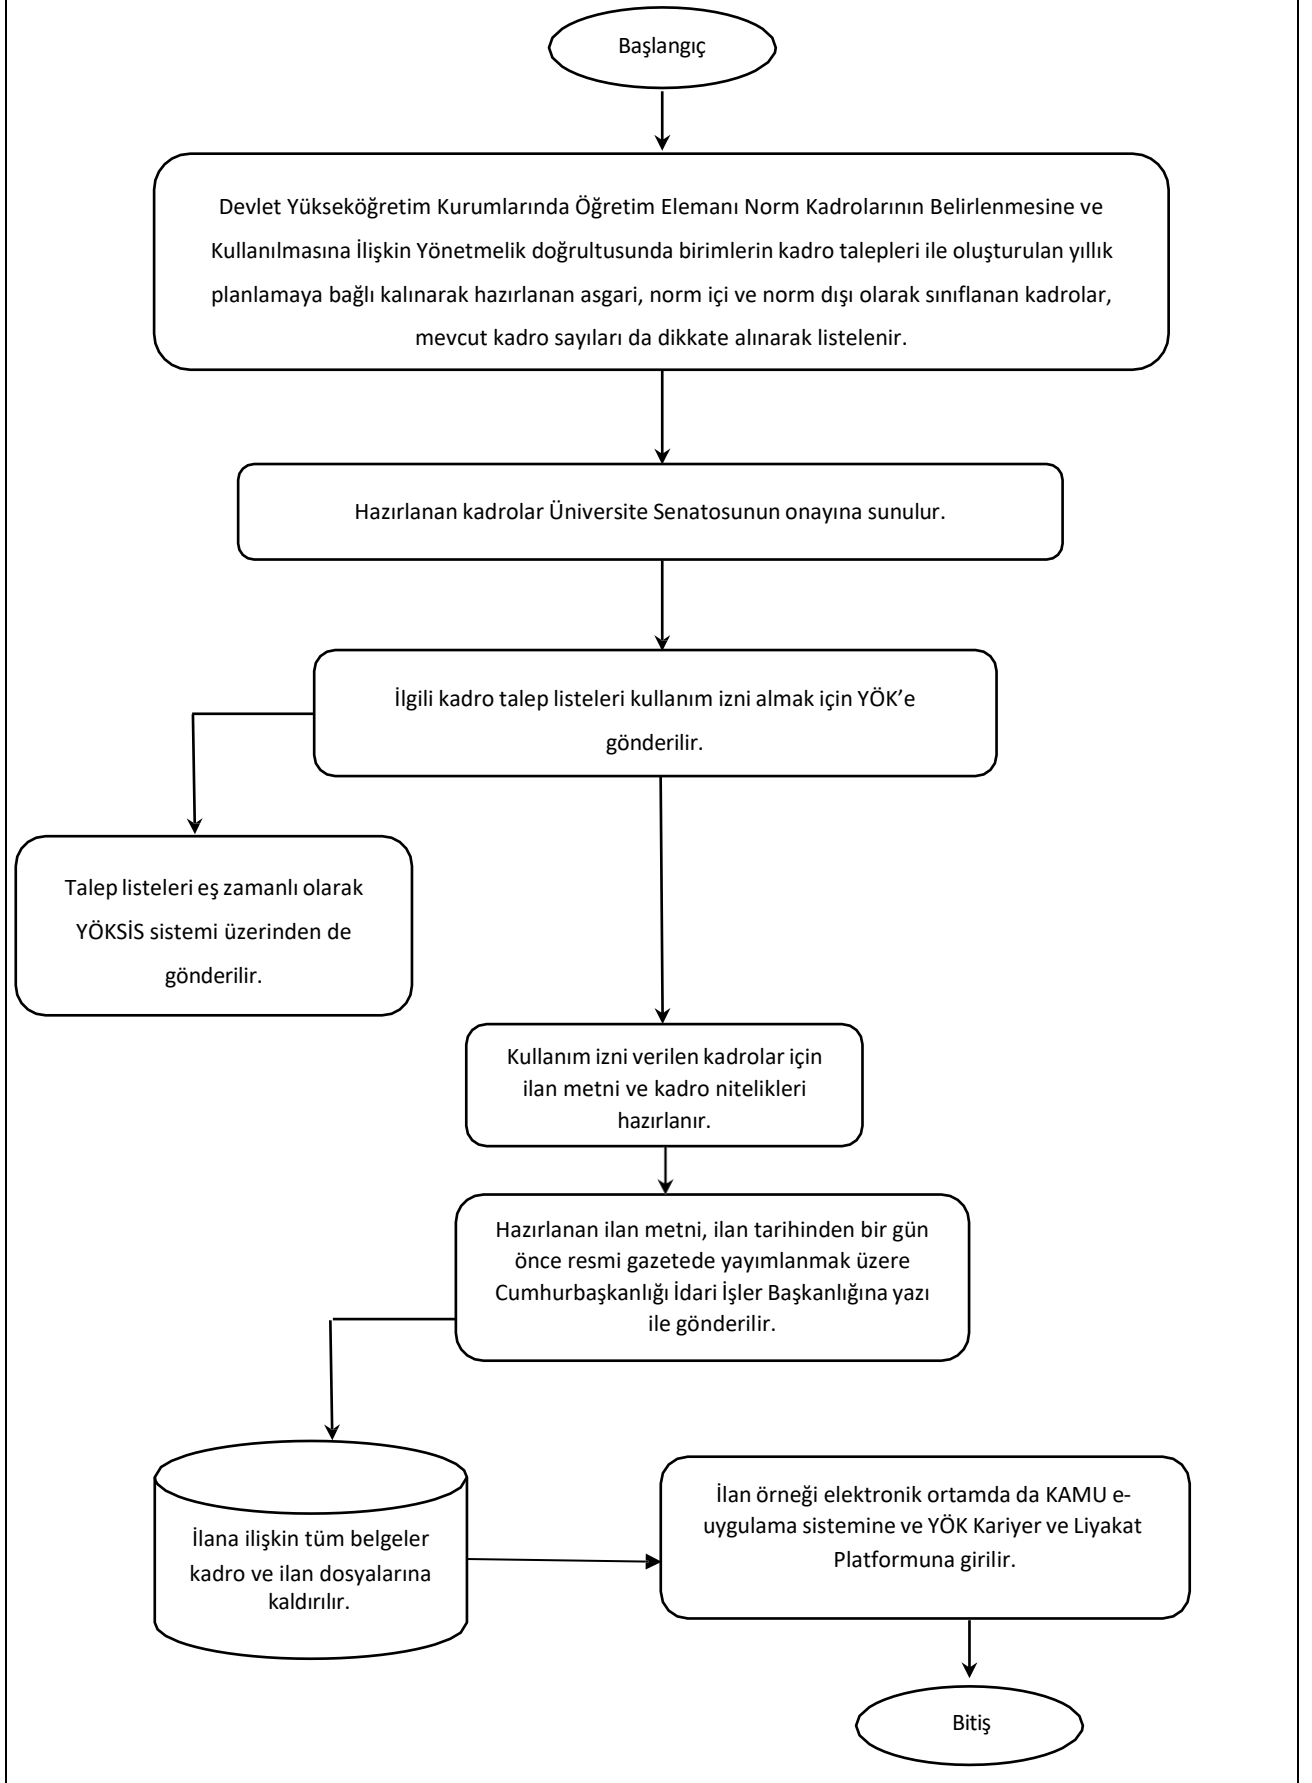 Başlangıç
Devlet Yükseköğretim Kurumlarında Öğretim Elemanı Norm Kadrolarının Belirlenmesine ve
Kullanılmasına İlişkin Yönetmelik doğrultusunda birimlerin kadro talepleri ile oluşturulan yıllık
planlamaya bağlı kalınarak hazırlanan asgari, norm içi ve norm dışı olarak sınıflanan kadrolar,
mevcut kadro sayıları da dikkate alınarak listelenir.
Hazırlanan kadrolar Üniversite Senatosunun onayına sunulur.
İlgili kadro talep listeleri kullanım izni almak için YÖK’e
gönderilir.
Talep listeleri eş zamanlı olarak
YÖKSİS sistemi üzerinden de
gönderilir.
Kullanım izni verilen kadrolar için
ilan metni ve kadro nitelikleri
hazırlanır.
Hazırlanan ilan metni, ilan tarihinden bir gün
önce resmi gazetede yayımlanmak üzere
Cumhurbaşkanlığı İdari İşler Başkanlığına yazı
ile gönderilir.
İlana ilişkin tüm belgeler
kadro ve ilan dosyalarına
kaldırılır.
İlan örneği elektronik ortamda da KAMU e-
uygulama sistemine ve YÖK Kariyer ve Liyakat
Platformuna girilir.
Bitiş